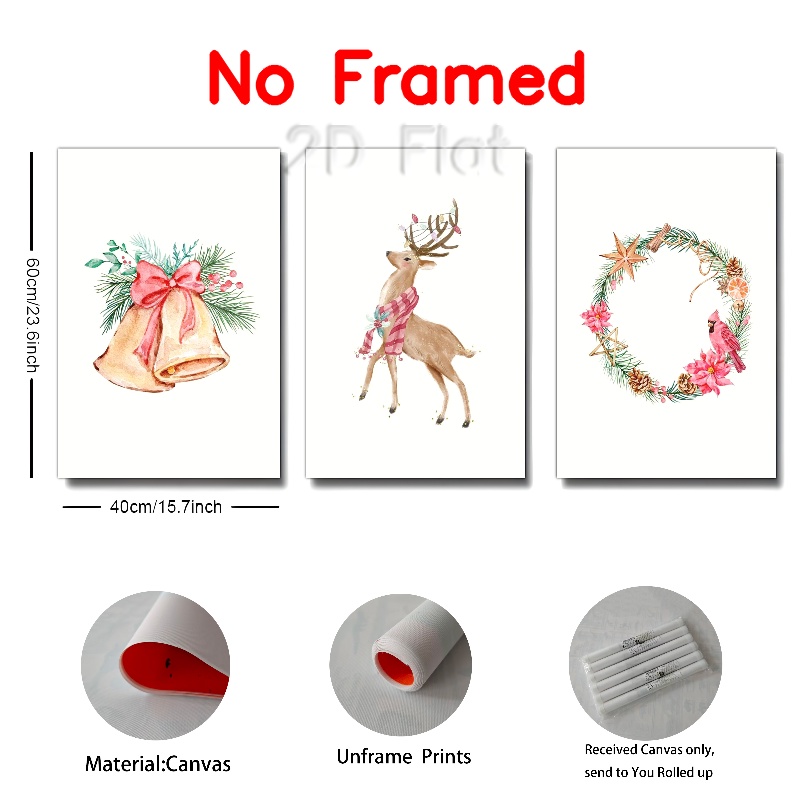 No Framed
2D Flat
60cm/23.6inch
40cm/15.7inch
Material:Canvas
Unframe Prints
Received Canvas only,
send to You Rolled up